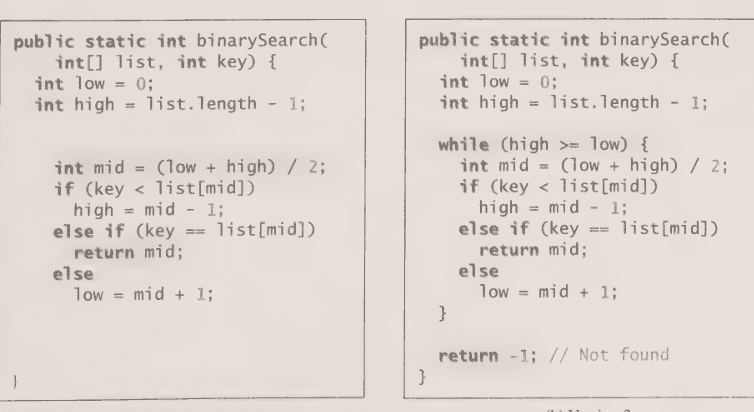 public static int binarySearch(
int[] list, int key) {
int low = 0;
int high = list.length - 1;
int mid = (low + high) / 2;
if (key < list[mid])
high = mid - 1;
else if (key == list[mid])
return mid;
else
low = mid + 1;
}
public static int binarySearch(
int[] list, int key) {
int low = 0;
int high = list.length - 1;
while (high >= low) {
int mid = (low + high) / 2;
if (key < list[mid])
high = mid - 1;
else if (key == list[mid])
return mid;
else
low = mid + 1;
}
return -1; // Not found
}